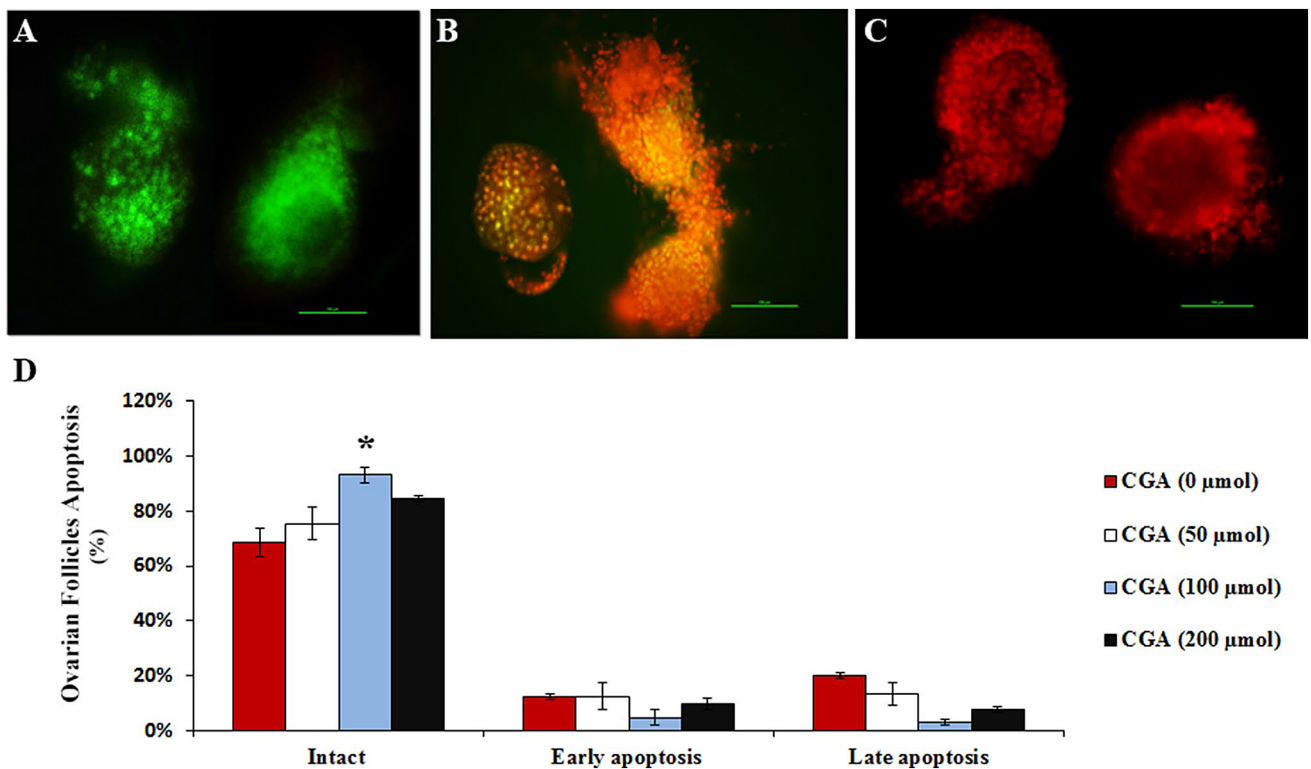 A
B
C
D
Ovarian Follicles Apoptosis
(%)
120%
100%
80%
60%
40%
20%
0%
*
Intact
Early apoptosis
Late apoptosis
CGA (0 µmol)
CGA (50 µmol)
CGA (100 µmol)
CGA (200 µmol)